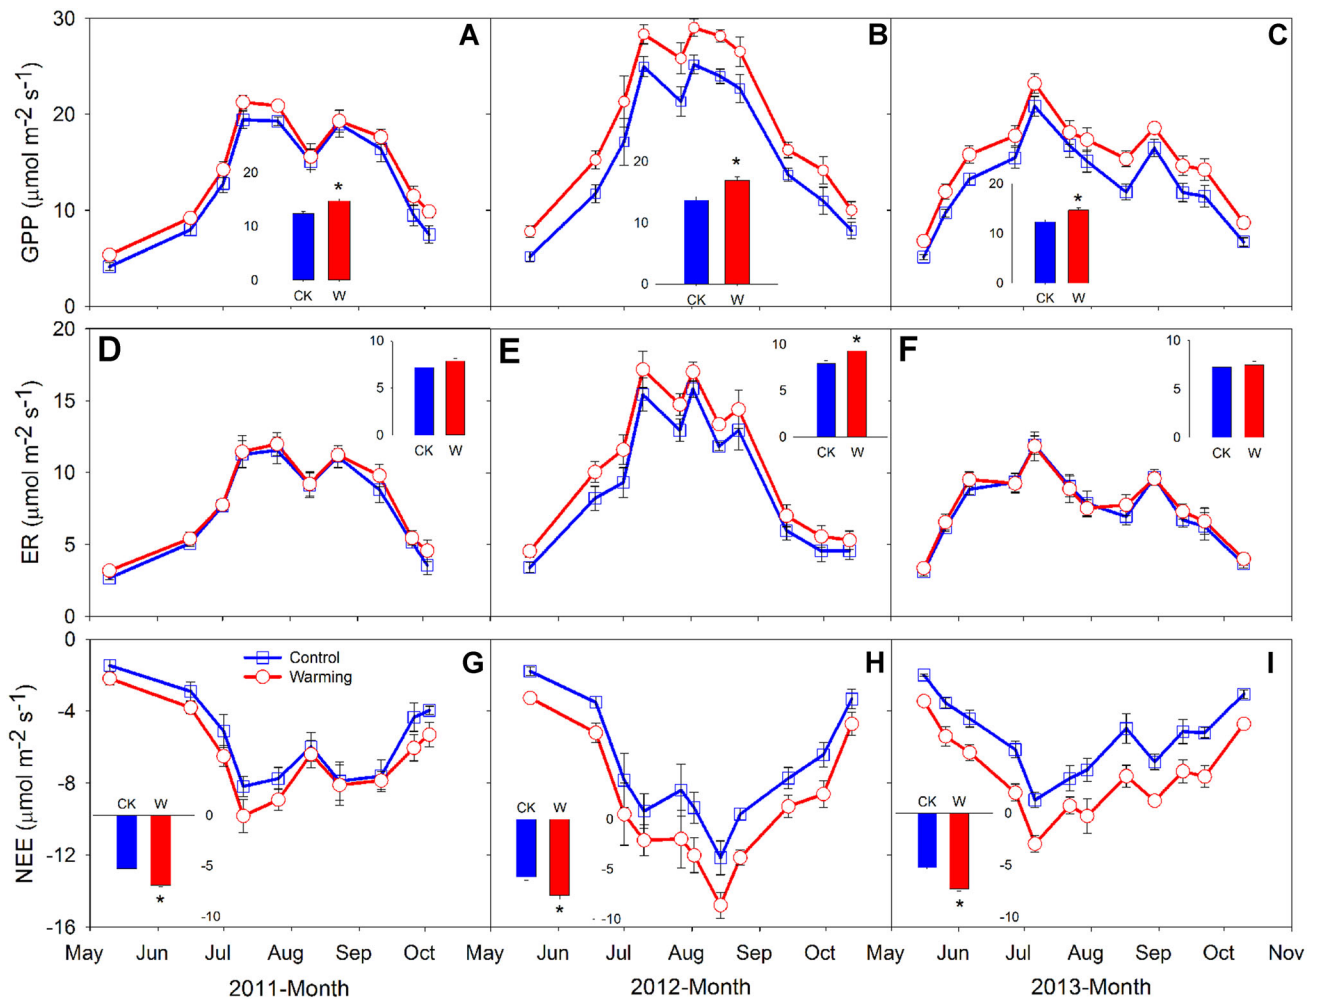 30
20
10
0
GPP (μmol m-2 s-1)
A
20
10
0
*
CK W
B
20
10
0
*
CK W
C
20
10
0
*
CK W
20
15
10
5
0
ER (μmol m-2 s-1)
D
10
5
0
CK W
E
10
5
0
*
CK W
F
10
5
0
CK W
0
-4
-8
-12
-16
NEE (μmol m-2 s-1)
G
Control
Warming
CK W
0
-5
-10
*
H
CK W
0
-5
-10
*
I
CK W
0
-5
-10
*
May Jun Jul Aug Sep Oct May Jun Jul Aug Sep Oct May Jun Jul Aug Sep Oct Nov
2011-Month 2012-Month 2013-Month